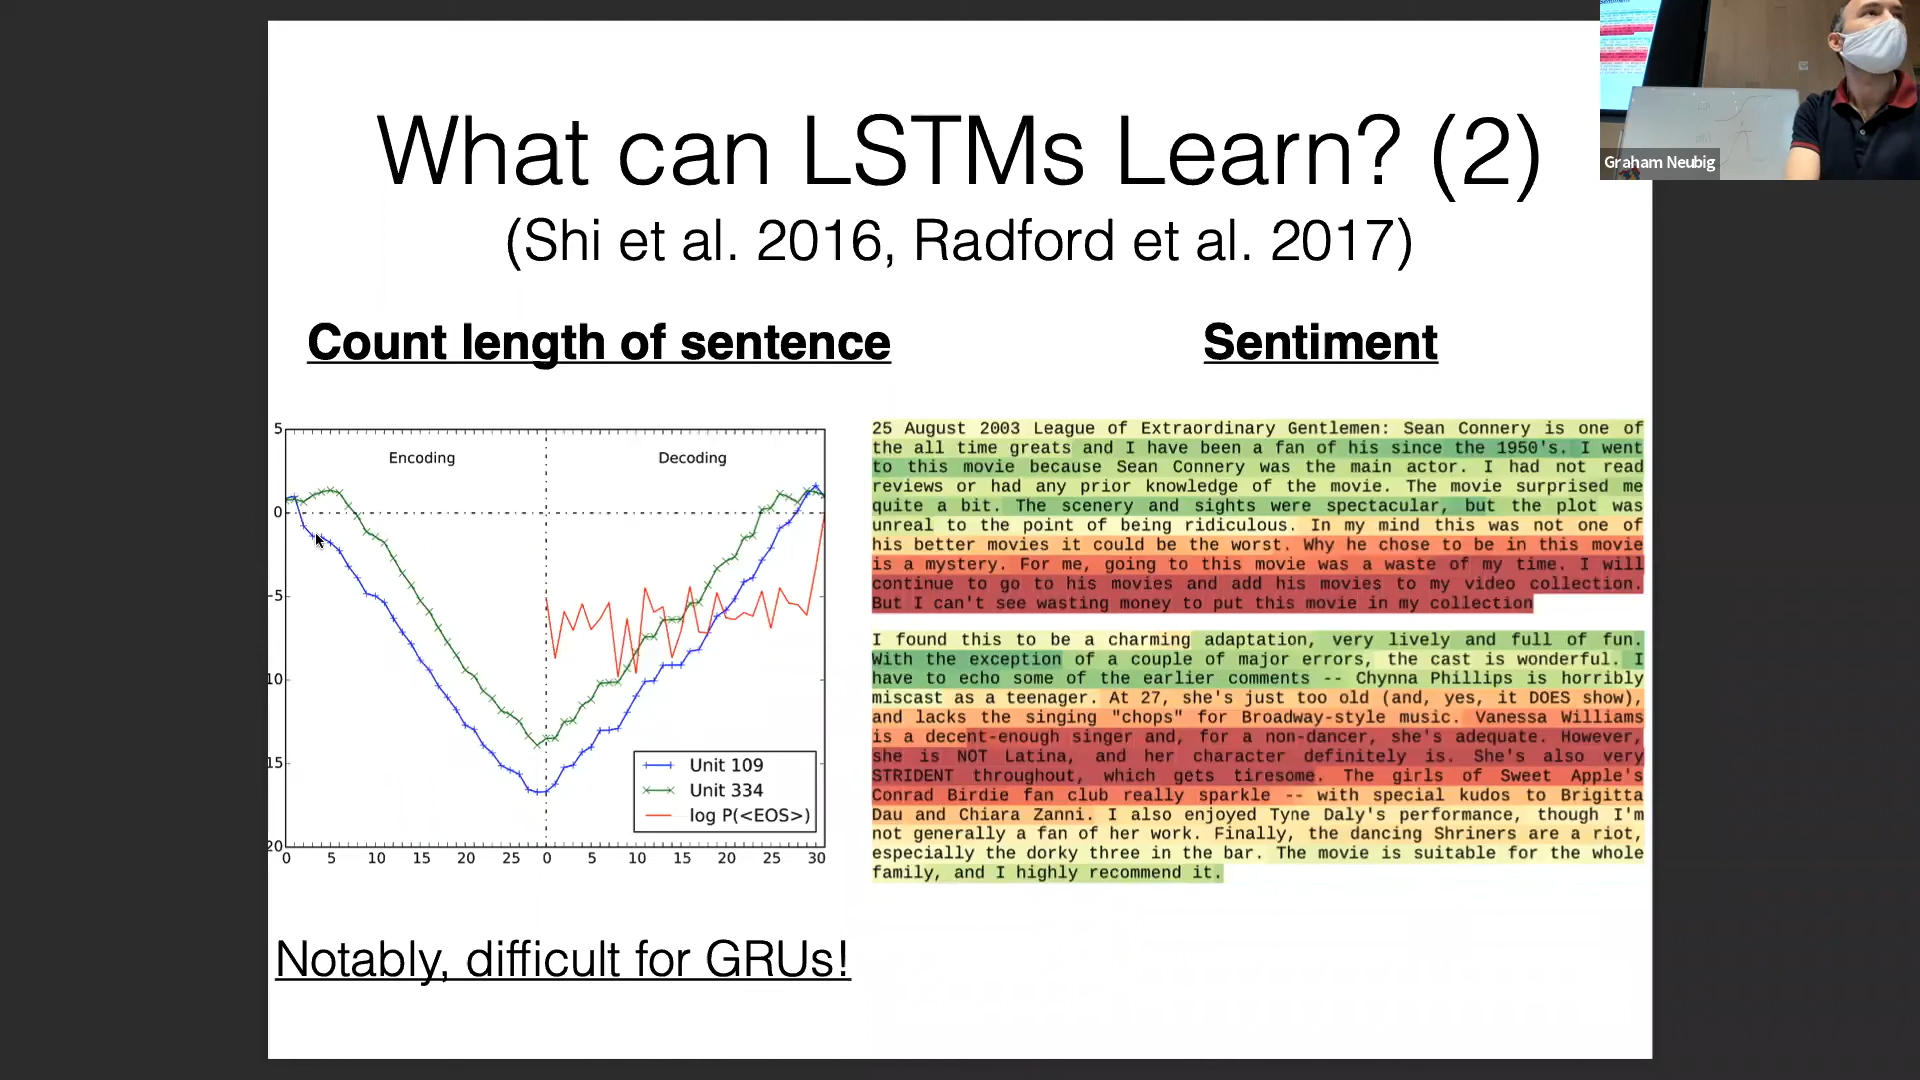 What can LSTMs Learn? (2)
(Shi et al. 2016, Radford et al. 2017)
Graham Neubig
Count length of sentence
5
Encoding
Decoding
0
−5
10
15
20
0 5 10 15 20 25 0 5 10 15 20 25 30
Unit 109
Unit 334
log P(<EOS>)
Notably, difficult for GRUs!
Sentiment
25 August 2003 League of Extraordinary Gentlemen: Sean Connery is one of
the all time greats and I have been a fan of his since the 1950's. I went
to this movie because Sean Connery was the main actor. I had not read
reviews or had any prior knowledge of the movie. The movie surprised me
quite a bit. The scenery and sights were spectacular, but the plot was
unreal to the point of being ridiculous. In my mind this was not one of
his better movies it could be the worst. Why he chose to be in this movie
is a mystery. For me, going to this movie was a waste of my time. I will
continue to go to his movies and add his movies to my video collection.
But I can't see wasting money to put this movie in my collection
I found this to be a charming adaptation, very lively and full of fun.
With the exception of a couple of major errors, the cast is wonderful. I
have to echo some of the earlier comments -- Chynna Phillips is horribly
miscast as a teenager. At 27, she's just too old (and, yes, it DOES show),
and lacks the singing "chops" for Broadway-style music. Vanessa Williams
is a decent-enough singer and, for a non-dancer, she's adequate. However,
she is NOT Latina, and her character definitely is. She's also very
STRIDENT throughout, which gets tiresome. The girls of Sweet Apple's
Conrad Birdie fan club really sparkle -- with special kudos to Brigitta
Dau and Chiara Zanni. I also enjoyed Tyne Daly's performance, though I'm
not generally a fan of her work. Finally, the dancing Shriners are a riot,
especially the dorky three in the bar. The movie is suitable for the whole
family, and I highly recommend it.